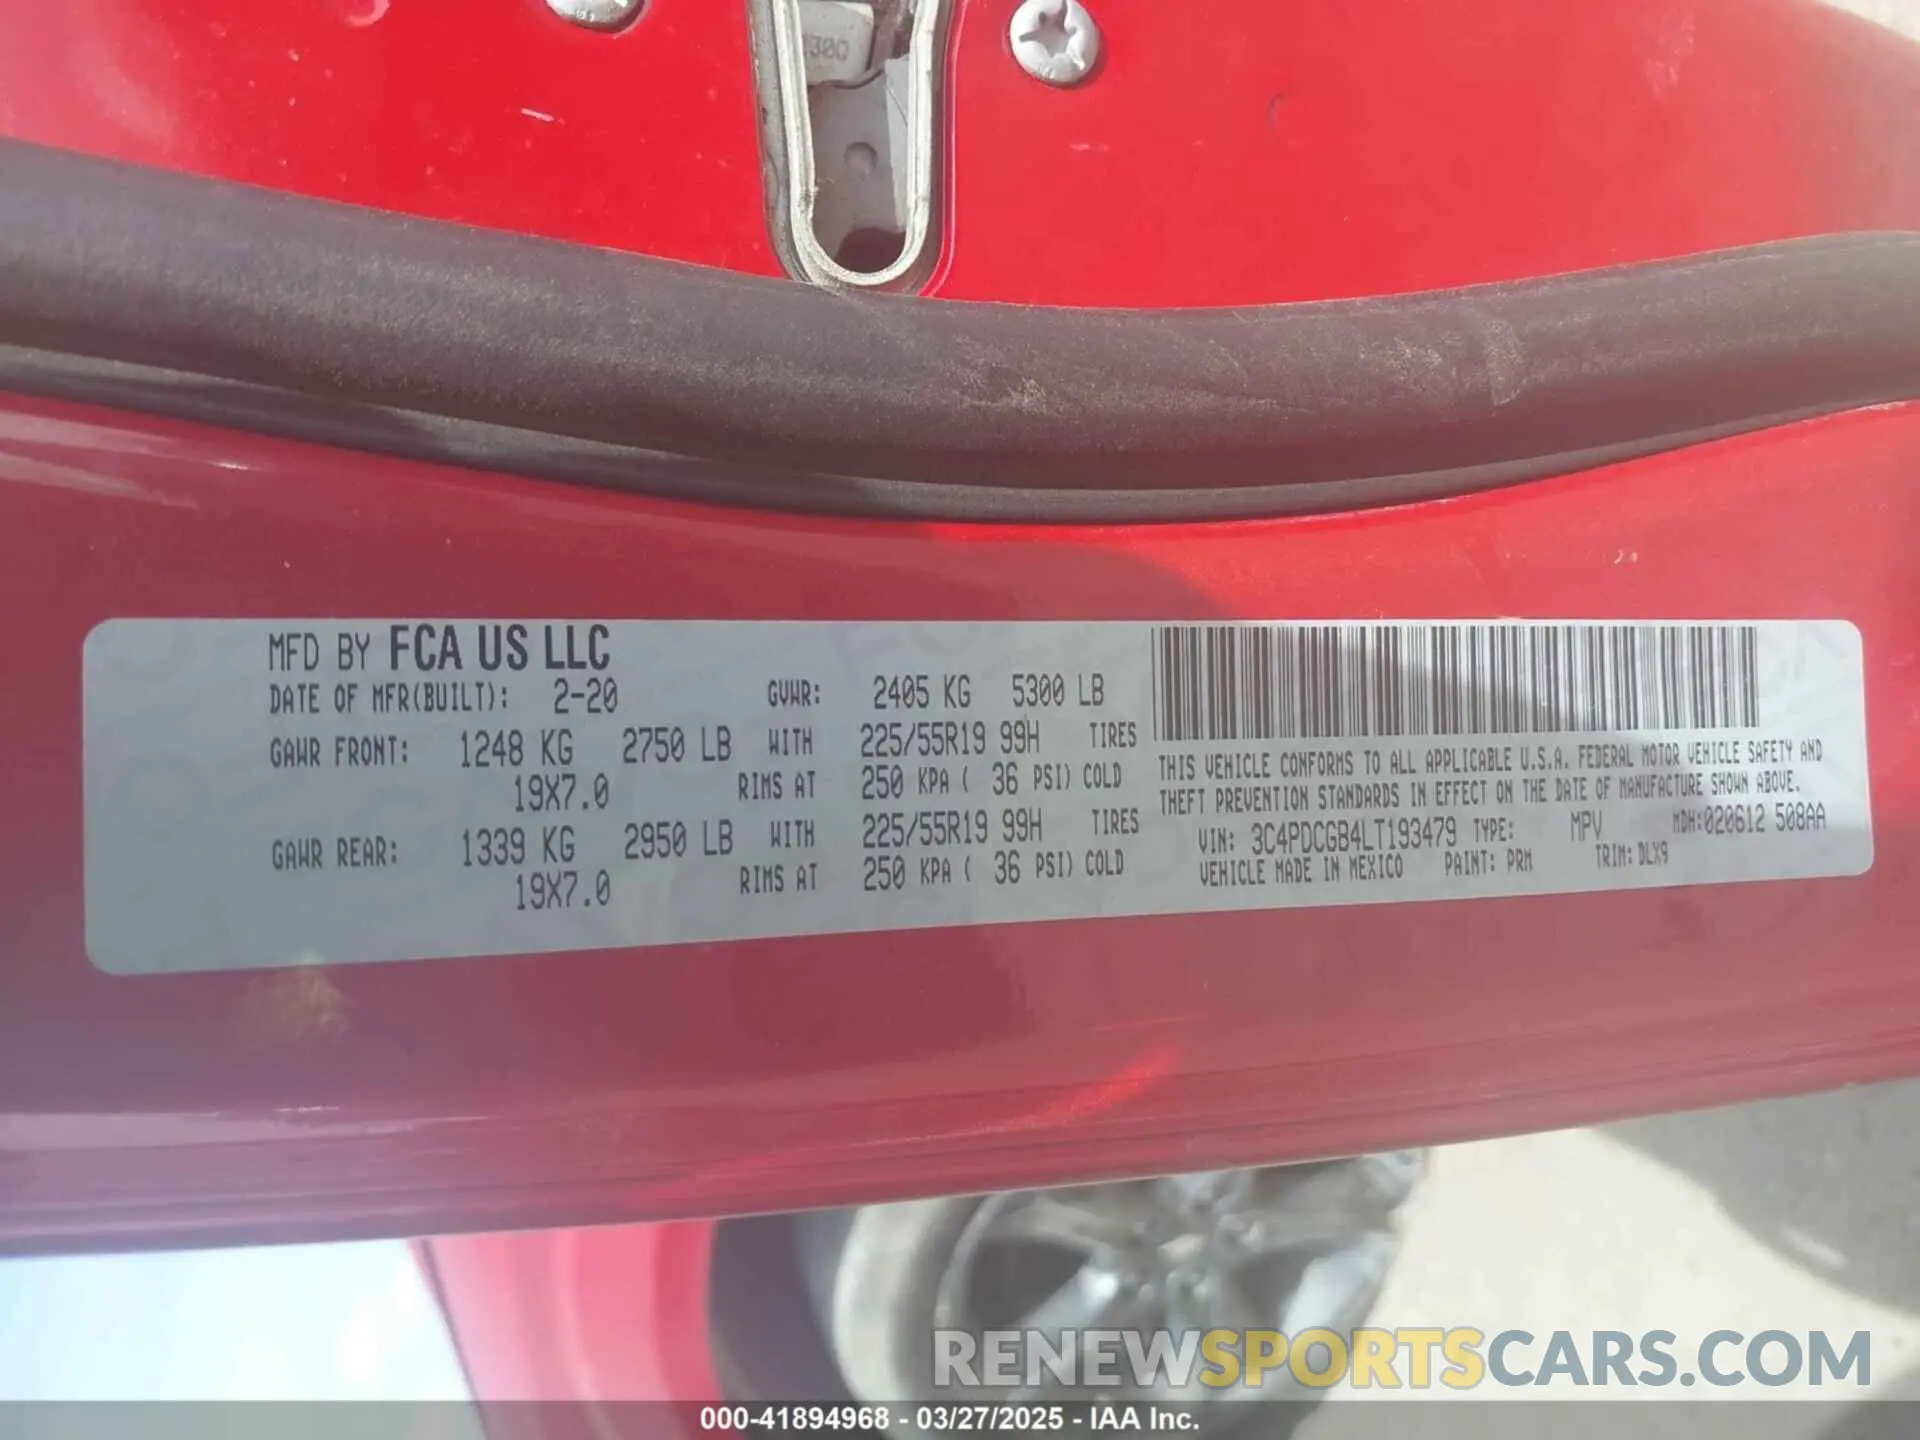 30C
MFD BY FCA US LLC
DATE OF MFR(BUILT): 2-20 GVWR: 2405 KG 5300 LB
GAWR FRONT: 1248 KG 2750 LB WITH 225/55R19 99H TIRES
19X7.0 RIMS AT 250 KPA ( 36 PSI) COLD
GAWR REAR: 1339 KG 2950 LB WITH 225/55R19 99H TIRES
19X7.0 RIMS AT 250 KPA ( 36 PSI) COLD
THIS VEHICLE CONFORMS TO ALL APPLICABLE U.S.A. FEDERAL MOTOR VEHICLE SAFETY AND
THEFT PREVENTION STANDARDS IN EFFECT ON THE DATE OF MANUFACTURE SHOWN ABOVE.
VIN: 3C4PDCGB4LT193479 TYPE: MPV MDH:020612 508AA
VEHICLE MADE IN MEXICO PAINT: PRM TRIM: DLX9
RENEWSPORTSCARS.COM
000-41894968 - 03/27/2025 - IAA Inc.